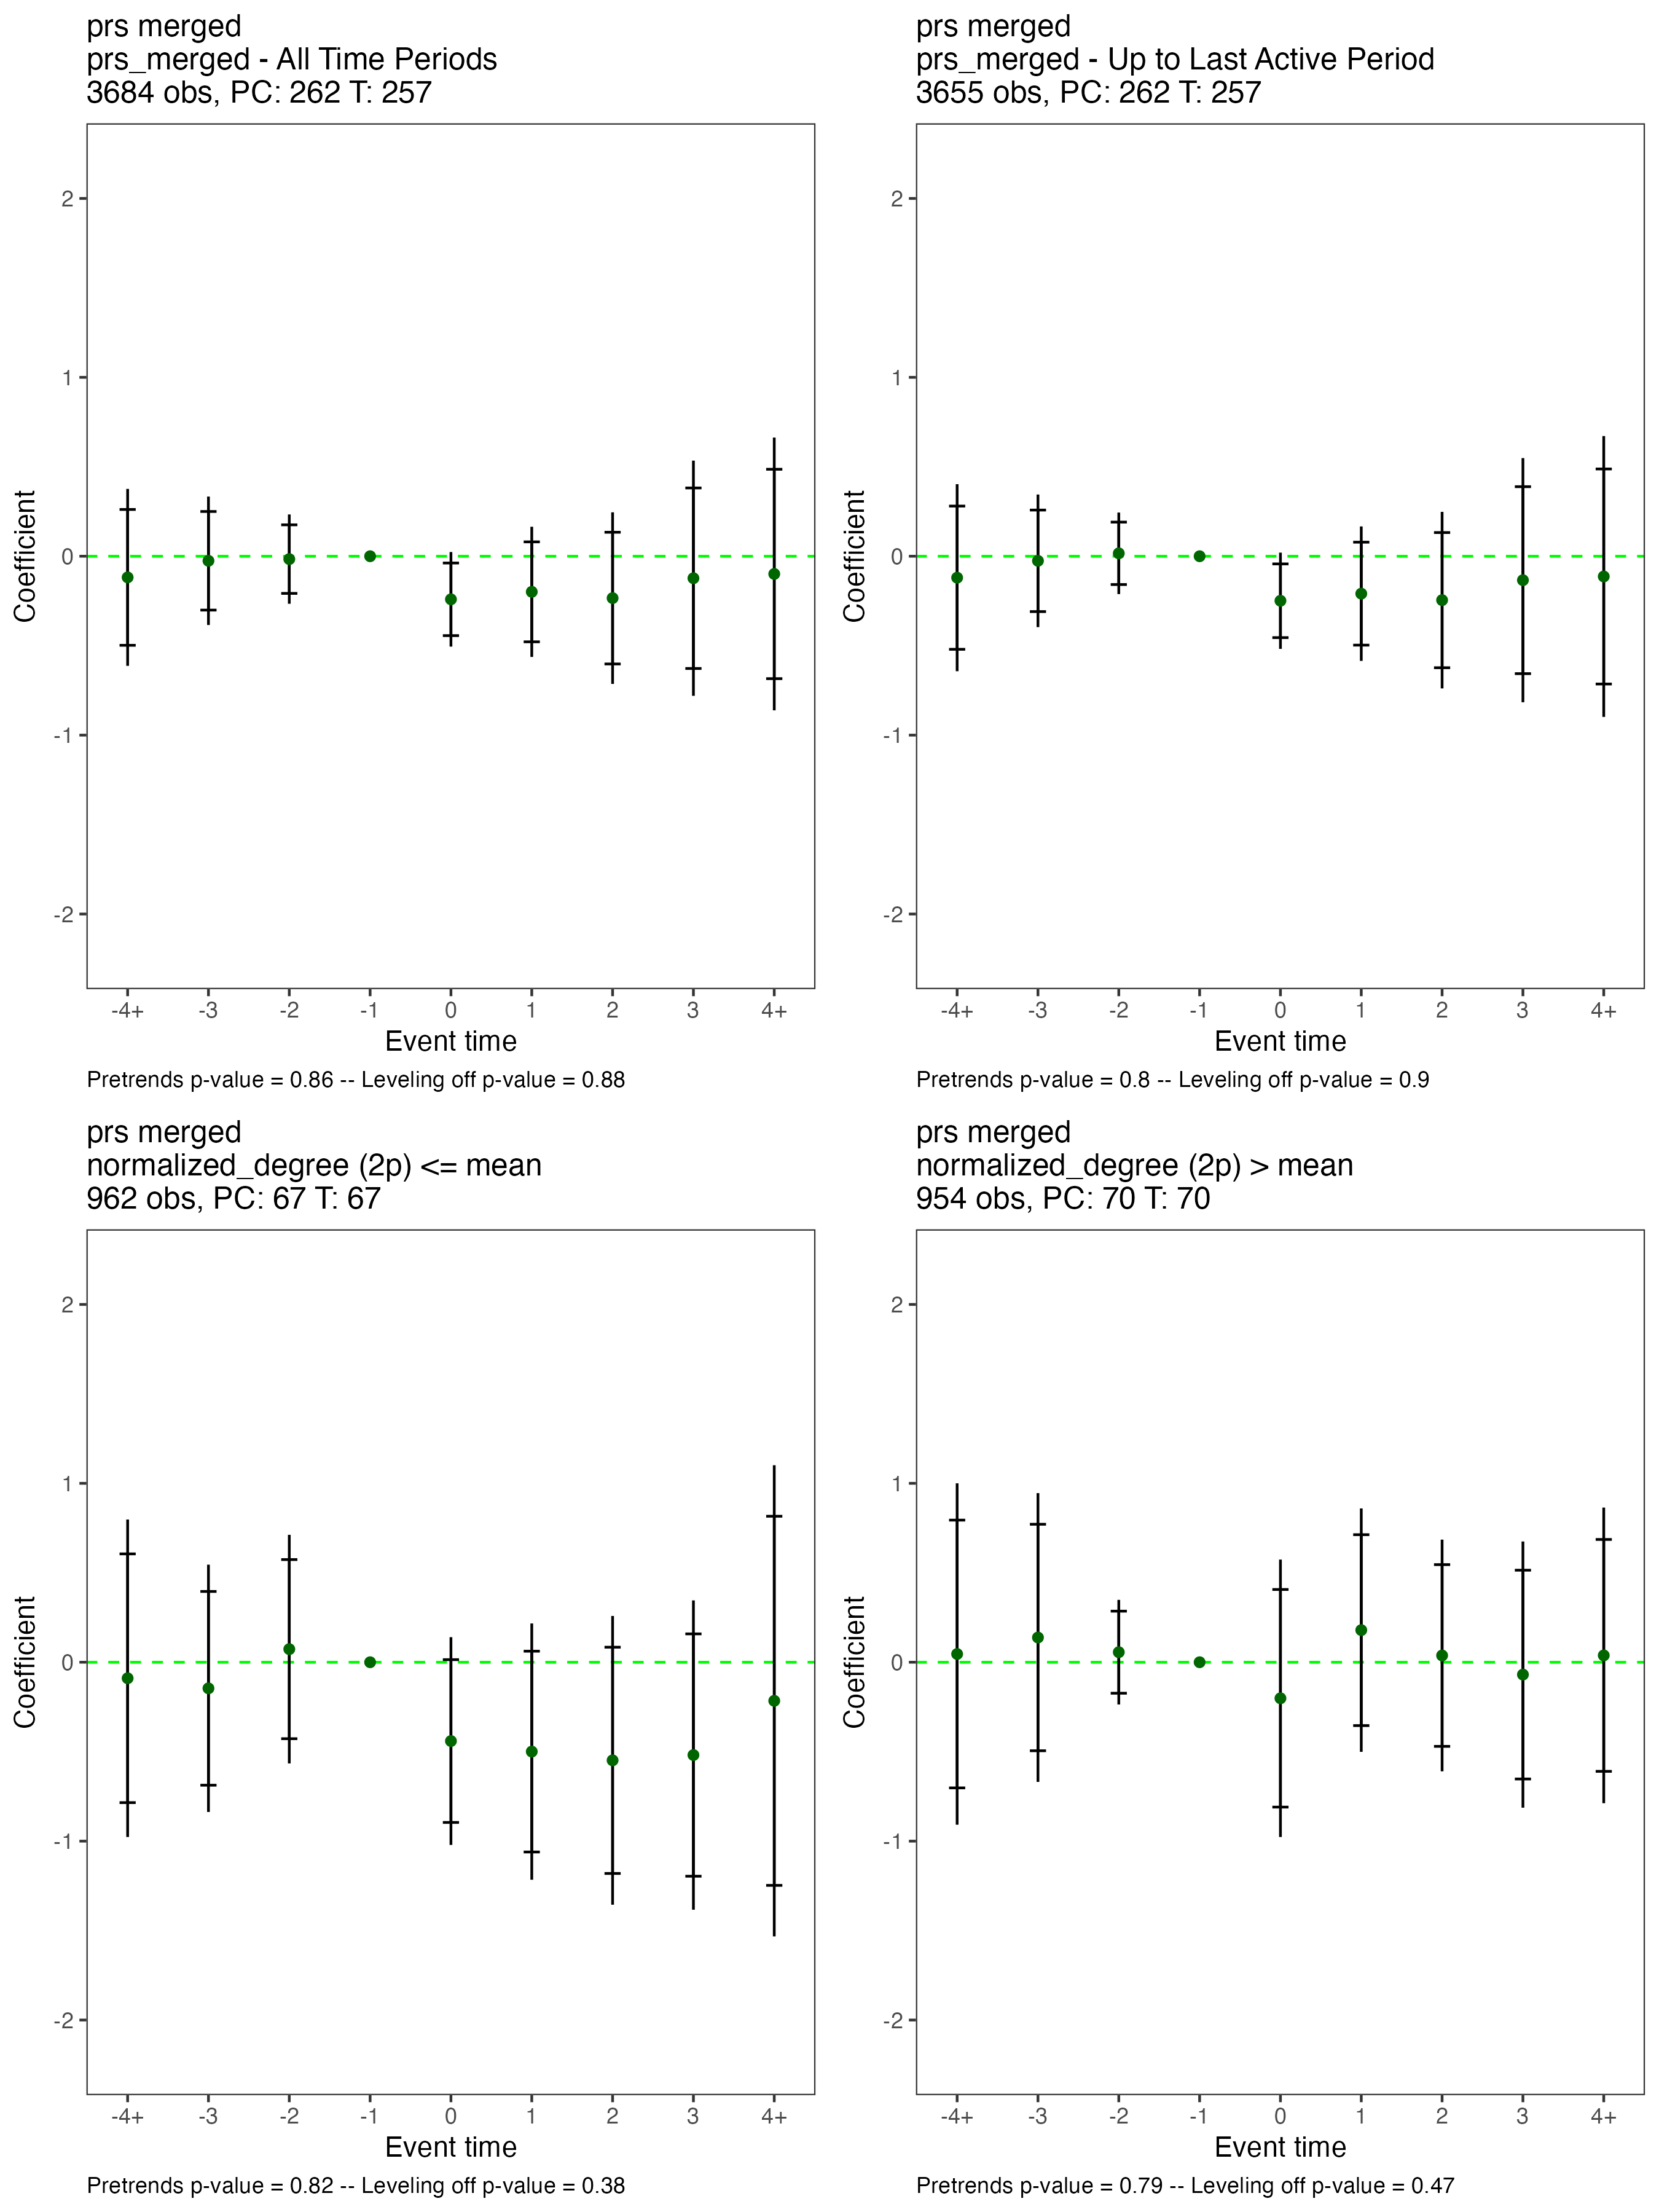 prs merged
prs_merged - All Time Periods
3684 obs, PC: 262 T: 257
2
1
0
-1
-2
Coefficient
-4+ -3 -2 -1 0 1 2 3 4+
Event time
Pretrends p-value = 0.86 -- Leveling off p-value = 0.88
prs merged
prs_merged - Up to Last Active Period
3655 obs, PC: 262 T: 257
2
1
0
-1
-2
Coefficient
-4+ -3 -2 -1 0 1 2 3 4+
Event time
Pretrends p-value = 0.8 -- Leveling off p-value = 0.9
prs merged
normalized_degree (2p) <= mean
962 obs, PC: 67 T: 67
2
1
0
-1
-2
Coefficient
-4+ -3 -2 -1 0 1 2 3 4+
Event time
Pretrends p-value = 0.82 -- Leveling off p-value = 0.38
prs merged
normalized_degree (2p) > mean
954 obs, PC: 70 T: 70
2
1
0
-1
-2
Coefficient
-4+ -3 -2 -1 0 1 2 3 4+
Event time
Pretrends p-value = 0.79 -- Leveling off p-value = 0.47